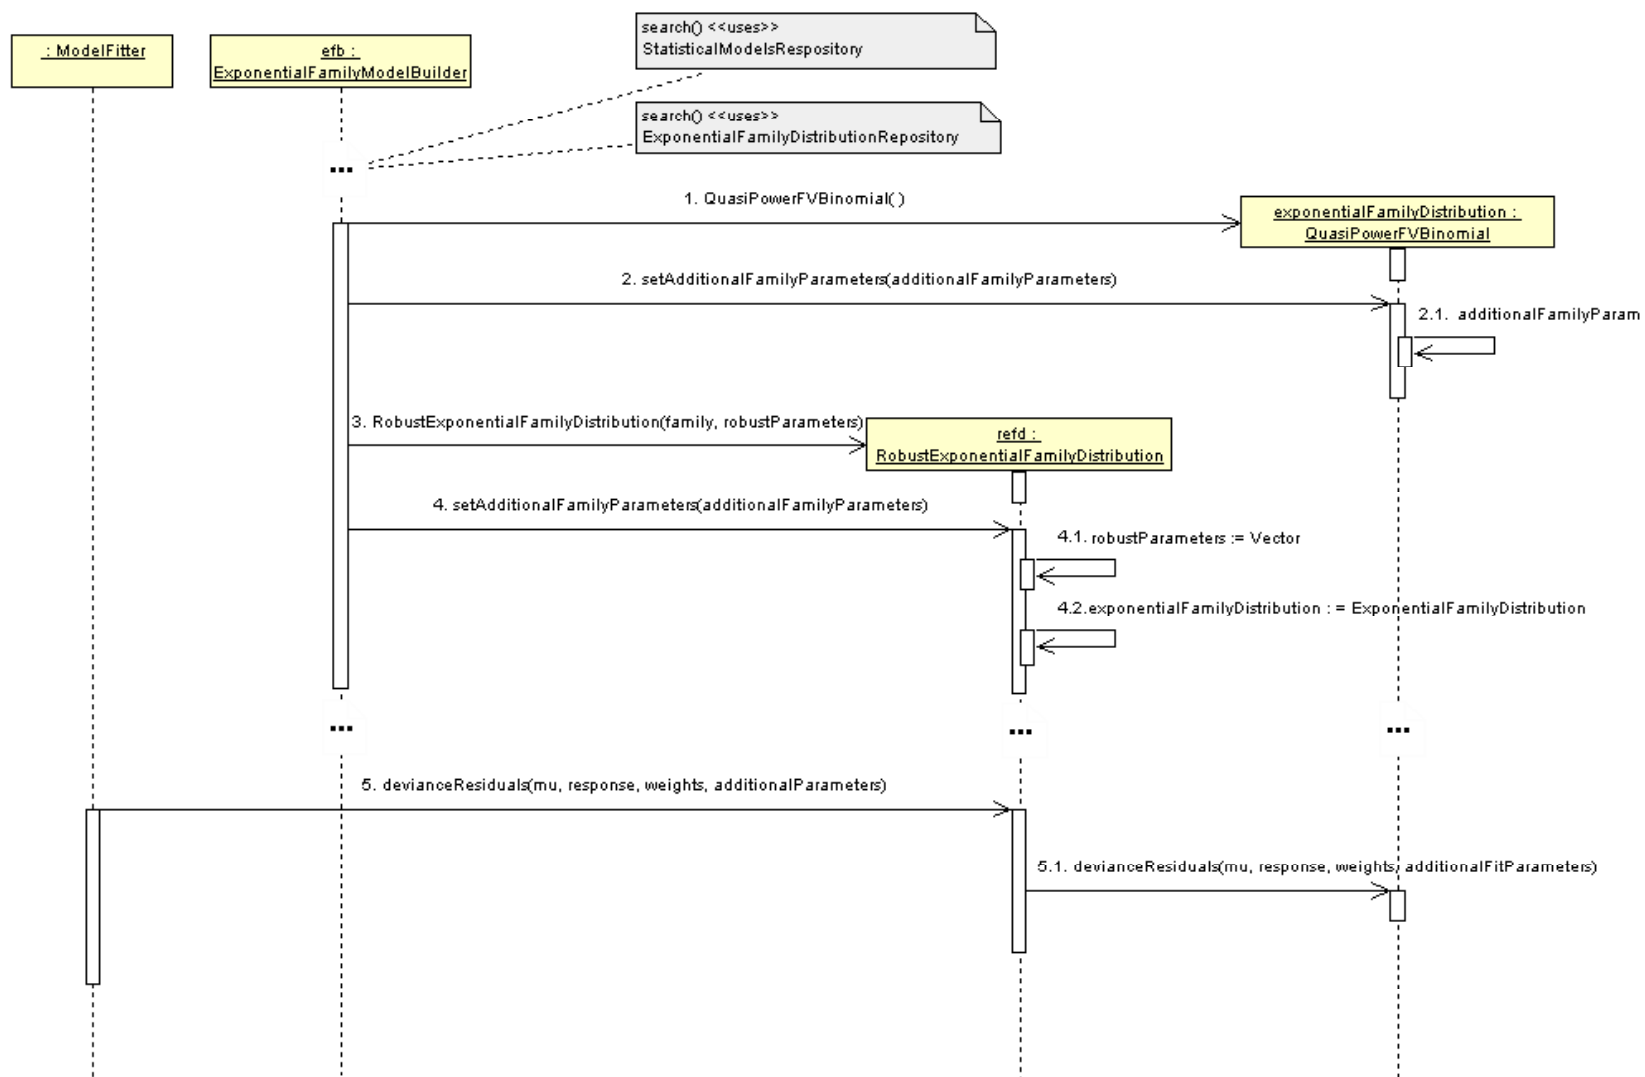 : ModelFitter
efb :
ExponentialFamilyModelBuilder
search() <<uses>>
StatisticalModelsRespository
search() <<uses>>
ExponentialFamilyDistributionRepository
...
1. QuasiPowerFVBinomial( )
exponentialFamilyDistribution :
QuasiPowerFVBinomial
2. setAdditionalFamilyParameters(additionalFamilyParameters)
2.1. additionalFamilyParam
3. RobustExponentialFamilyDistribution(family, robustParameters)
refd :
RobustExponentialFamilyDistribution
4. setAdditionalFamilyParameters(additionalFamilyParameters)
4.1. robustParameters := Vector
4.2.exponentialFamilyDistribution : = ExponentialFamilyDistribution
...
...
...
5. devianceResiduals(mu, response, weights, additionalParameters)
5.1. devianceResiduals(mu, response, weights, additionalFitParameters)